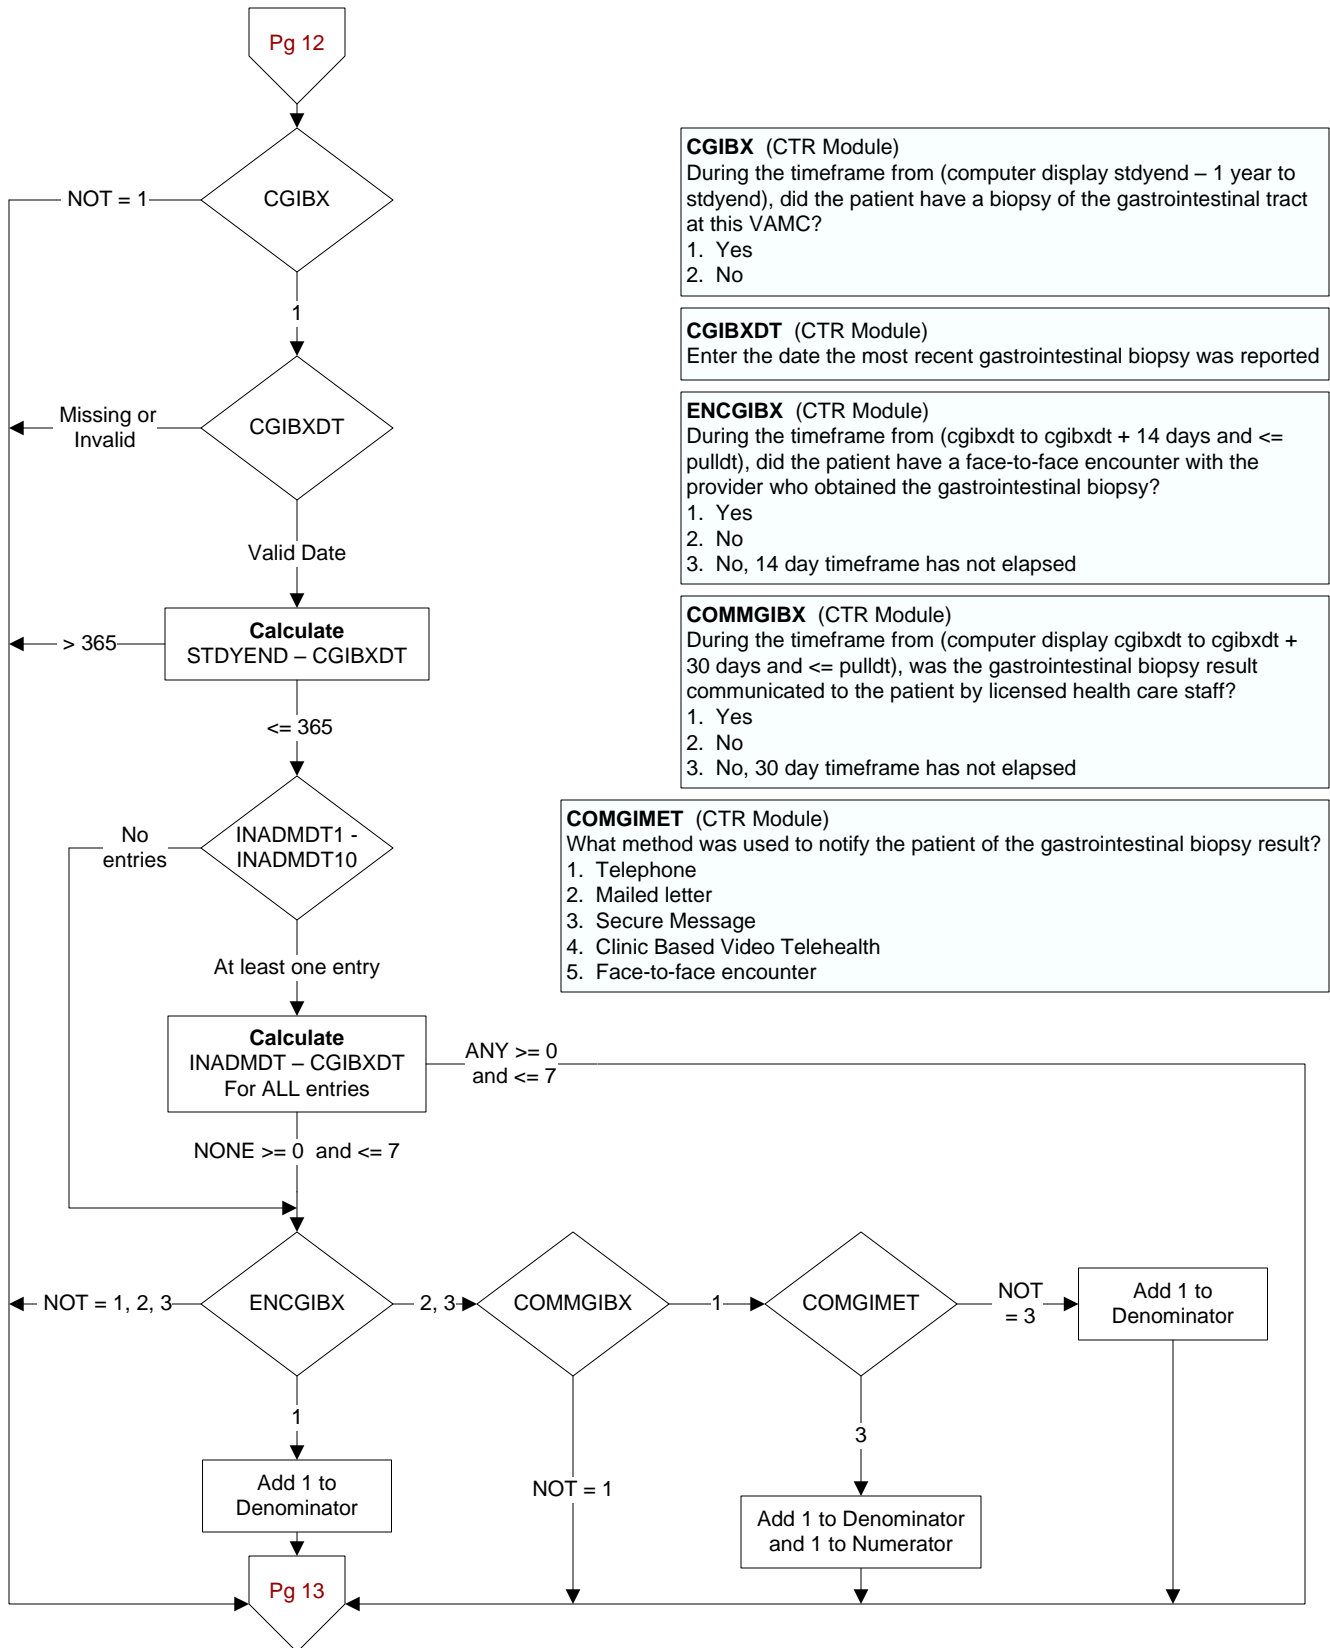 Pg 12
CGIBX
NOT = 1
1
CGIBXDT
Missing or
Invalid
Valid Date
Calculate
STDYEND – CGIBXDT
> 365
<= 365
INADMDT1 -
INADMDT10
No
entries
At least one entry
Calculate
INADMDT – CGIBXDT
For ALL entries
ANY >= 0
and <= 7
NONE >= 0 and <= 7
ENCGIBX
NOT = 1, 2, 3
2, 3
COMMGIBX
1
COMGIMET
NOT
= 3
Add 1 to
Denominator
1
Add 1 to
Denominator
NOT = 1
3
Add 1 to Denominator
and 1 to Numerator
Pg 13
CGIBX (CTR Module)
During the timeframe from (computer display stdyend – 1 year to
stdyend), did the patient have a biopsy of the gastrointestinal tract
at this VAMC?
1. Yes
2. No
CGIBXDT (CTR Module)
Enter the date the most recent gastrointestinal biopsy was reported
ENCGIBX (CTR Module)
During the timeframe from (cgibxdt to cgibxdt + 14 days and <=
pulldt), did the patient have a face-to-face encounter with the
provider who obtained the gastrointestinal biopsy?
1. Yes
2. No
3. No, 14 day timeframe has not elapsed
COMMGIBX (CTR Module)
During the timeframe from (computer display cgibxdt to cgibxdt +
30 days and <= pulldt), was the gastrointestinal biopsy result
communicated to the patient by licensed health care staff?
1. Yes
2. No
3. No, 30 day timeframe has not elapsed
COMGIMET (CTR Module)
What method was used to notify the patient of the gastrointestinal biopsy result?
1. Telephone
2. Mailed letter
3. Secure Message
4. Clinic Based Video Telehealth
5. Face-to-face encounter